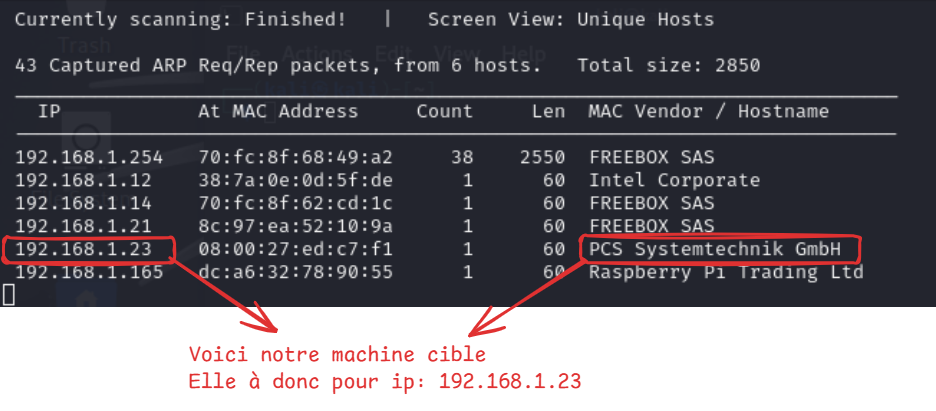 Currently scanning: Finished!   |   Screen View: Unique Hosts
Trash
File Actions Edit View Help
43 Captured ARP Req/Rep packets, from 6 hosts.   Total size: 2850
IP            At MAC Address     Count     Len  MAC Vendor / Hostname
192.168.1.254   70:fc:8f:68:49:a2     38    2550  FREEBOX SAS
192.168.1.12    38:7a:0e:0d:5f:de      1      60  Intel Corporate
192.168.1.14    70:fc:8f:62:cd:1c      1      60  FREEBOX SAS
192.168.1.21    8c:97:ea:52:10:9a      1      60  FREEBOX SAS
192.168.1.23    08:00:27:ed:c7:f1      1      60  PCS Systemtechnik GmbH
192.168.1.165   dc:a6:32:78:90:55      1      60  Raspberry Pi Trading Ltd
Voici notre machine cible
Elle à donc pour ip: 192.168.1.23